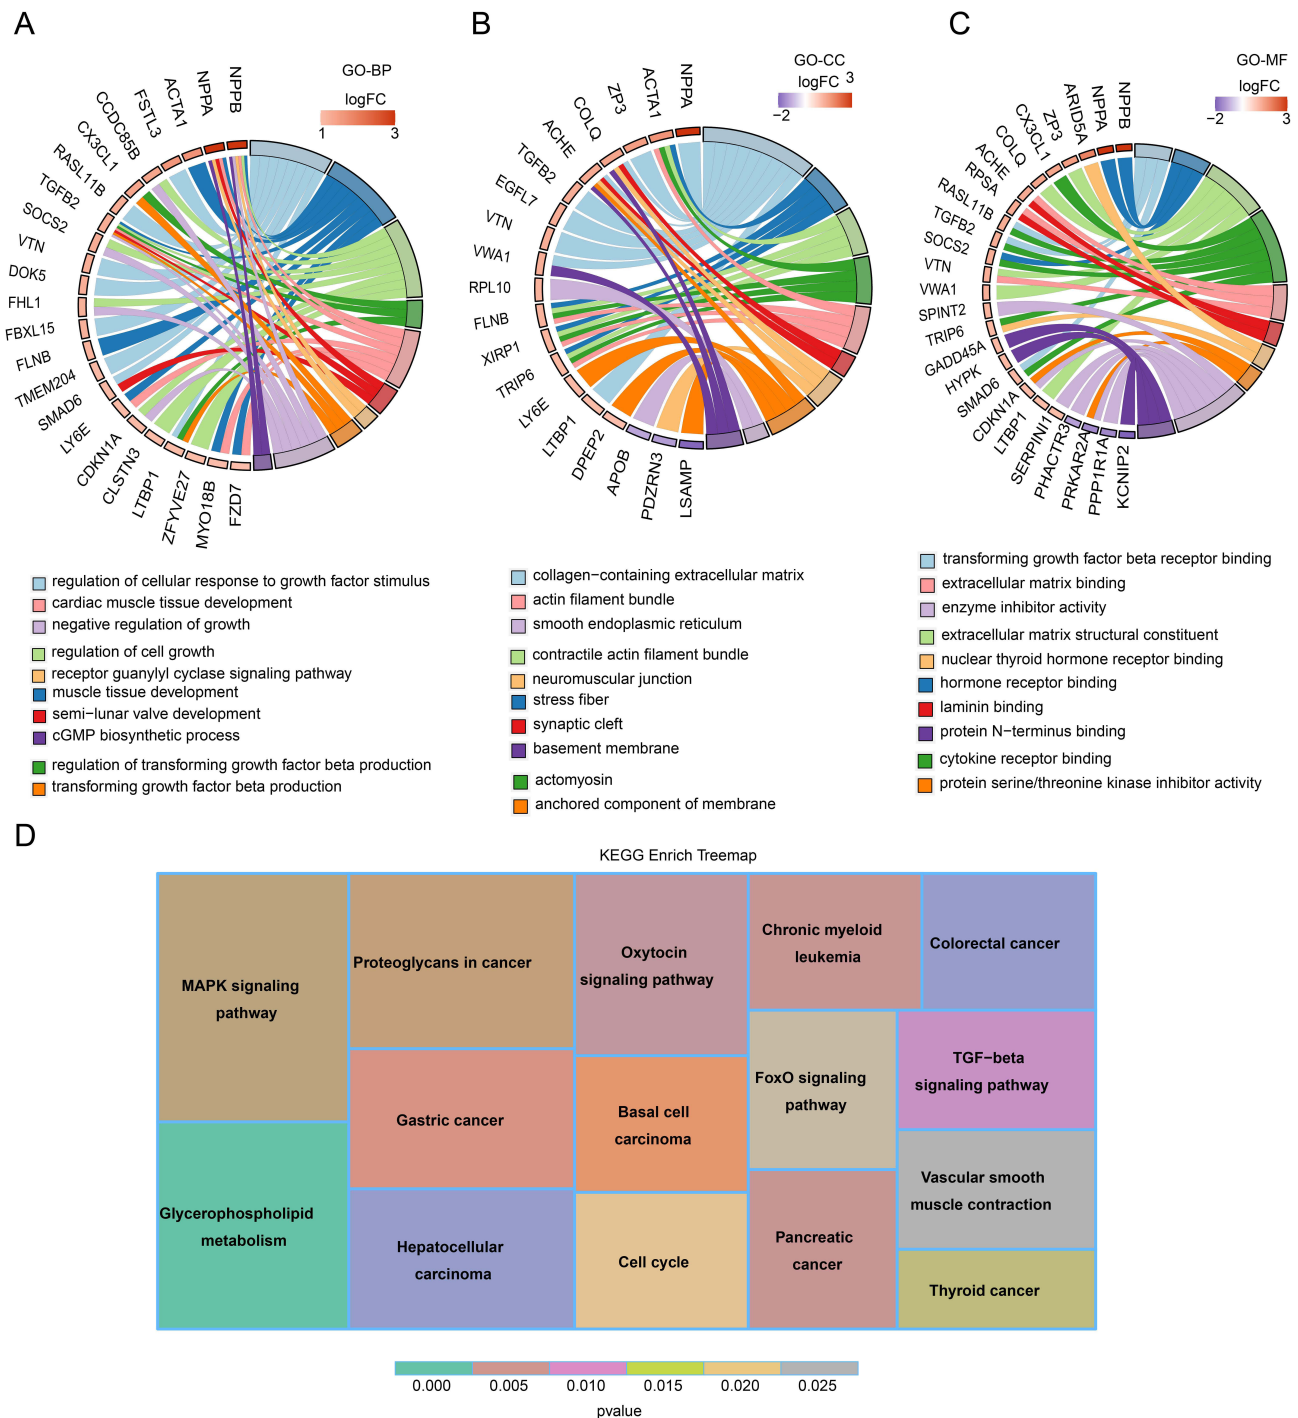 A
B
C
GO−BP
logFC
1
3
NPPB
NPPA
ACTA1
FSTL3
CCDC85B
CX3CL1
RASL11B
TGFB2
SOCS2
VTN
DOK5
FHL1
FBXL15
FLNB
TMEM204
SMAD6
LY6E
CDKN1A
CLSTN3
LTBP1
ZFYVE27
MYO18B
FZD7
regulation of cellular response to growth factor stimulus
cardiac muscle tissue development
negative regulation of growth
regulation of cell growth
receptor guanylyl cyclase signaling pathway
muscle tissue development
semi−lunar valve development
cGMP biosynthetic process
regulation of transforming growth factor beta production
transforming growth factor beta production
GO−CC
logFC
−2
3
NPPA
ACTA1
ZP3
COLQ
ACHE
TGFB2
EGFL7
VTN
VWA1
RPL10
FLNB
XIRP1
TRIP6
LY6E
LTBP1
DPEP2
APOB
PDZRN3
LSAMP
collagen−containing extracellular matrix
actin filament bundle
smooth endoplasmic reticulum
contractile actin filament bundle
neuromuscular junction
stress fiber
synaptic cleft
basement membrane
actomyosin
anchored component of membrane
GO−MF
logFC
−2
3
NPPB
NPPA
ARID5A
ZP3
CX3CL1
COLQ
ACHE
RPSA
RASL11B
TGFB2
SOCS2
VTN
VWA1
SPINT2
TRIP6
GADD45A
HYPK
SMAD6
CDKN1A
LTBP1
SERPINI1
PHACTR3
PRKAR2A
PPP1R1A
KCNIP2
transforming growth factor beta receptor binding
extracellular matrix binding
enzyme inhibitor activity
extracellular matrix structural constituent
nuclear thyroid hormone receptor binding
hormone receptor binding
laminin binding
protein N−terminus binding
cytokine receptor binding
protein serine/threonine kinase inhibitor activity
D
KEGG Enrich Treemap
MAPK signaling
pathway
Glycerophospholipid
metabolism
Proteoglycans in cancer
Gastric cancer
Hepatocellular
carcinoma
Oxytocin
signaling pathway
Basal cell
carcinoma
Cell cycle
Chronic myeloid
leukemia
Colorectal cancer
FoxO signaling
pathway
Pancreatic
cancer
TGF−beta
signaling pathway
Vascular smooth
muscle contraction
Thyroid cancer
0.000
0.005
0.010
0.015
0.020
0.025
pvalue